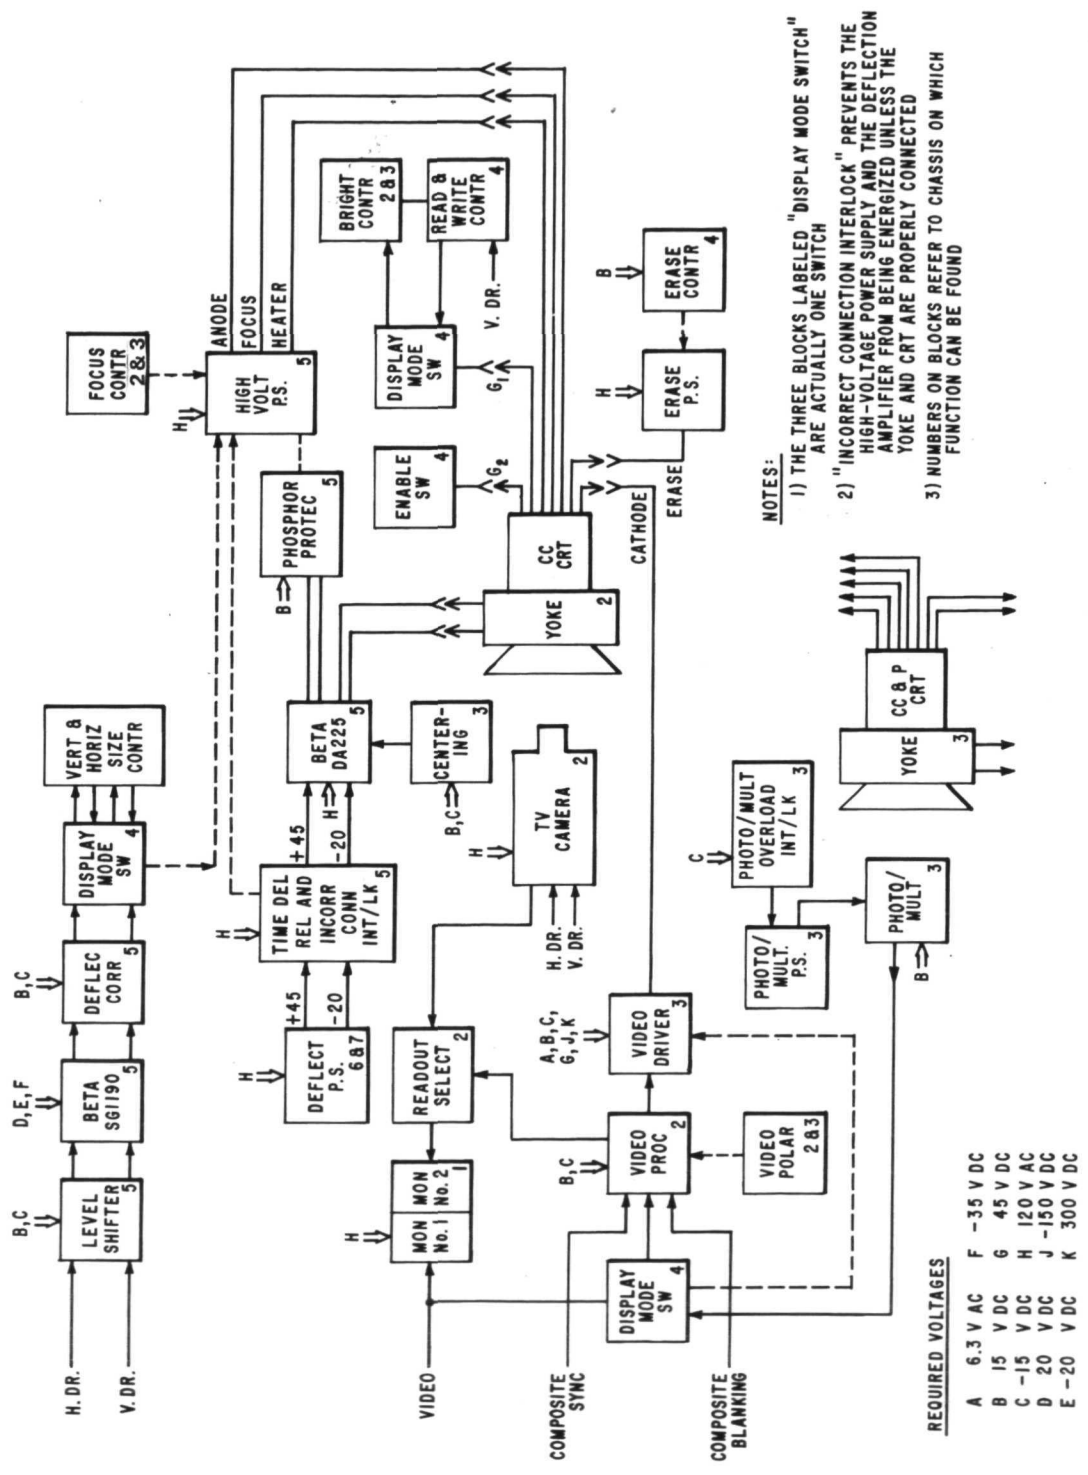 H. DR.
V. DR.
B,C
LEVEL
SHIFTER
5
D,E,F
BETA
SG1190
5
B,C
DEFLEC
CORR
5
DISPLAY
MODE
SW
4
VERT &
HORIZ
SIZE
CONTR
FOCUS
CONTR
2 & 3
H
HIGH
VOLT
P.S.
5
ANODE
FOCUS
HEATER
H
DEFLECT
P.S.
6 & 7
+45
-20
H
TIME DEL
REL AND
INCORR
CONN
INT/LK
5
+45
H
-20
BETA
DA225
5
B
PHOSPHOR
PROTEC
5
B,C
CENTER-
ING
3
BRIGHT
CONTR
2 & 3
READ &
WRITE
CONTR
4
V. DR.
DISPLAY
MODE
SW
4
G1
ENABLE
SW
4
G2
VIDEO
H
MON
No. 1
MON
No. 2
1
READOUT
SELECT
2
H
H. DR.
V. DR.
TV
CAMERA
2
YOKE
2
CC
CRT
CATHODE
ERASE
H
ERASE
P.S.
B
ERASE
CONTR
4
COMPOSITE
SYNC
COMPOSITE
BLANKING
DISPLAY
MODE
SW
4
B,C
VIDEO
PROC
2
VIDEO
POLAR
2 & 3
A,B,C,
G,J,K
VIDEO
DRIVER
3
C
PHOTO/MULT
OVERLOAD
INT/LK
3
PHOTO/
MULT.
P.S.
3
PHOTO/
MULT
3
B
YOKE
3
CC & P
CRT
NOTES:
1) THE THREE BLOCKS LABELED "DISPLAY MODE SWITCH"
ARE ACTUALLY ONE SWITCH
2) "INCORRECT CONNECTION INTERLOCK" PREVENTS THE
HIGH-VOLTAGE POWER SUPPLY AND THE DEFLECTION
AMPLIFIER FROM BEING ENERGIZED UNLESS THE
YOKE AND CRT ARE PROPERLY CONNECTED
3) NUMBERS ON BLOCKS REFER TO CHASSIS ON WHICH
FUNCTION CAN BE FOUND
REQUIRED VOLTAGES
A 6.3 V AC F -35 V DC
B 15 V DC G 45 V DC
C -15 V DC H 120 V AC
D 20 V DC J -150 V DC
E -20 V DC K 300 V DC